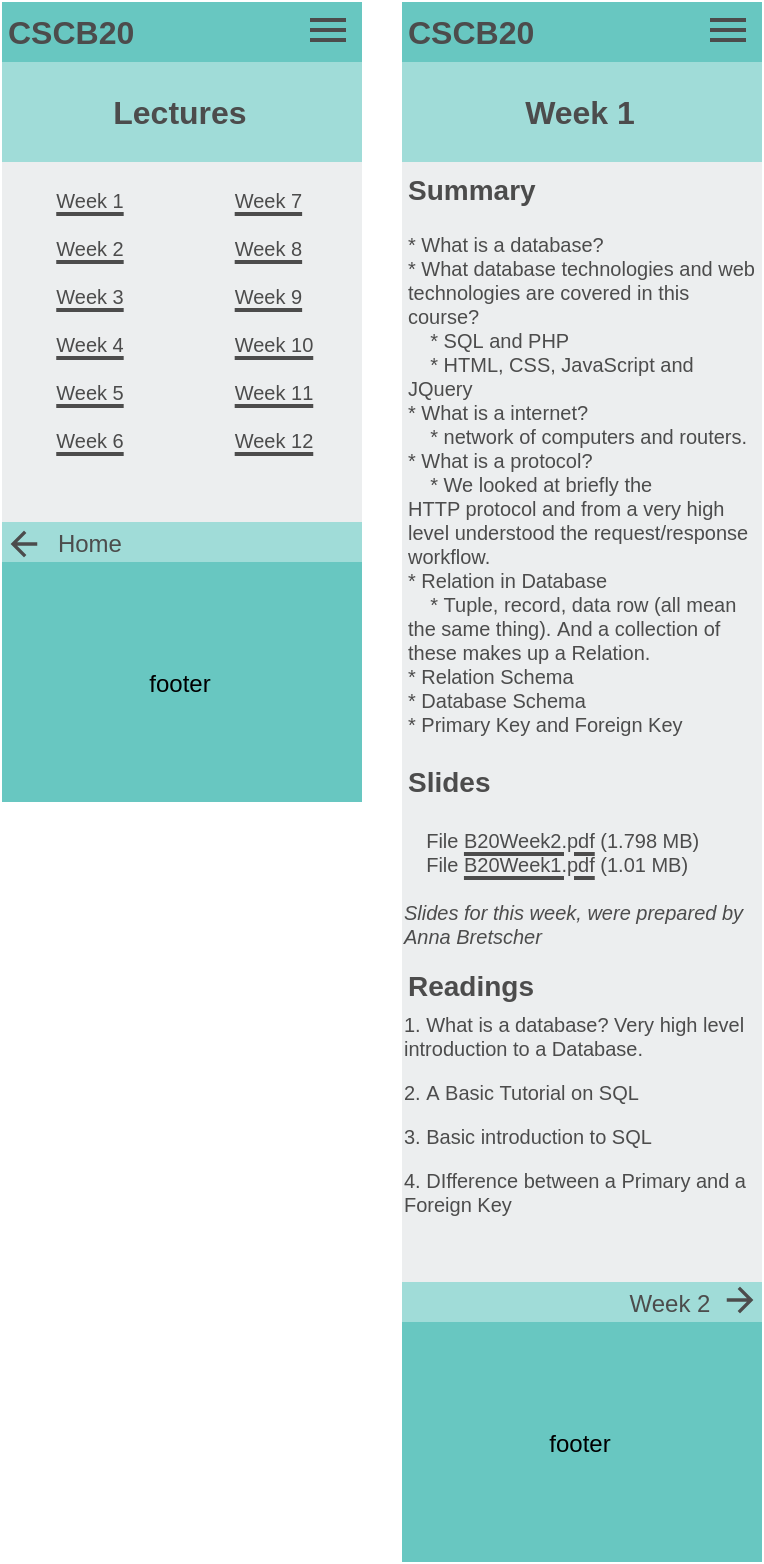 CSCB20
Lectures
Week 1
Week 2
Week 3
Week 4
Week 5
Week 6
Week 7
Week 8
Week 9
Week 10
Week 11
Week 12
Home
footer
CSCB20
Week 1
Summary
* What is a database?
* What database technologies and web
technologies are covered in this
course?
* SQL and PHP
* HTML, CSS, JavaScript and
JQuery
* What is a internet?
* network of computers and routers.
* What is a protocol?
* We looked at briefly the
HTTP protocol and from a very high
level understood the request/response
workflow.
* Relation in Database
* Tuple, record, data row (all mean
the same thing). And a collection of
these makes up a Relation.
* Relation Schema
* Database Schema
* Primary Key and Foreign Key
Slides
File B20Week2.pdf (1.798 MB)
File B20Week1.pdf (1.01 MB)
Slides for this week, were prepared by
Anna Bretscher
Readings
1. What is a database? Very high level
introduction to a Database.
2. A Basic Tutorial on SQL
3. Basic introduction to SQL
4. DIfference between a Primary and a
Foreign Key
Week 2
footer